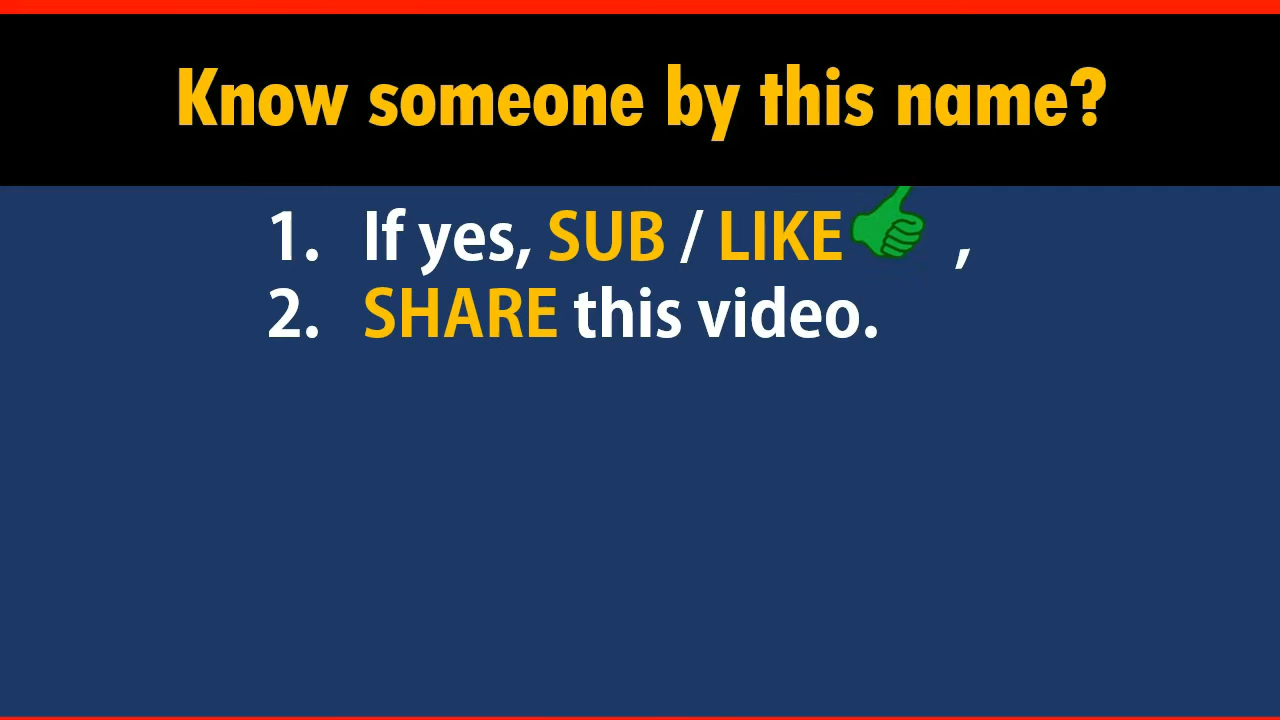 Know someone by this name?
1. If yes, SUB / LIKE ,
2. SHARE this video.